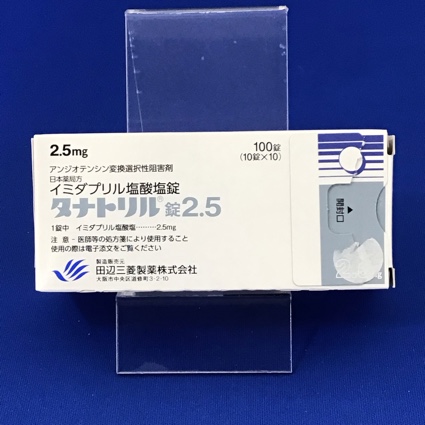 2.5mg
100錠
(10錠×10)
アンジオテンシン変換選択性阻害剤
日本薬局方
イミダプリル塩酸塩錠
タナトリル®錠2.5
1錠中 イミダプリル塩酸塩………2.5mg
注意-医師等の処方箋により使用すること
使用の際は電子添文をご覧ください
製造販売元
田辺三菱製薬株式会社
大阪市中央区道修町3-2-10
開封口